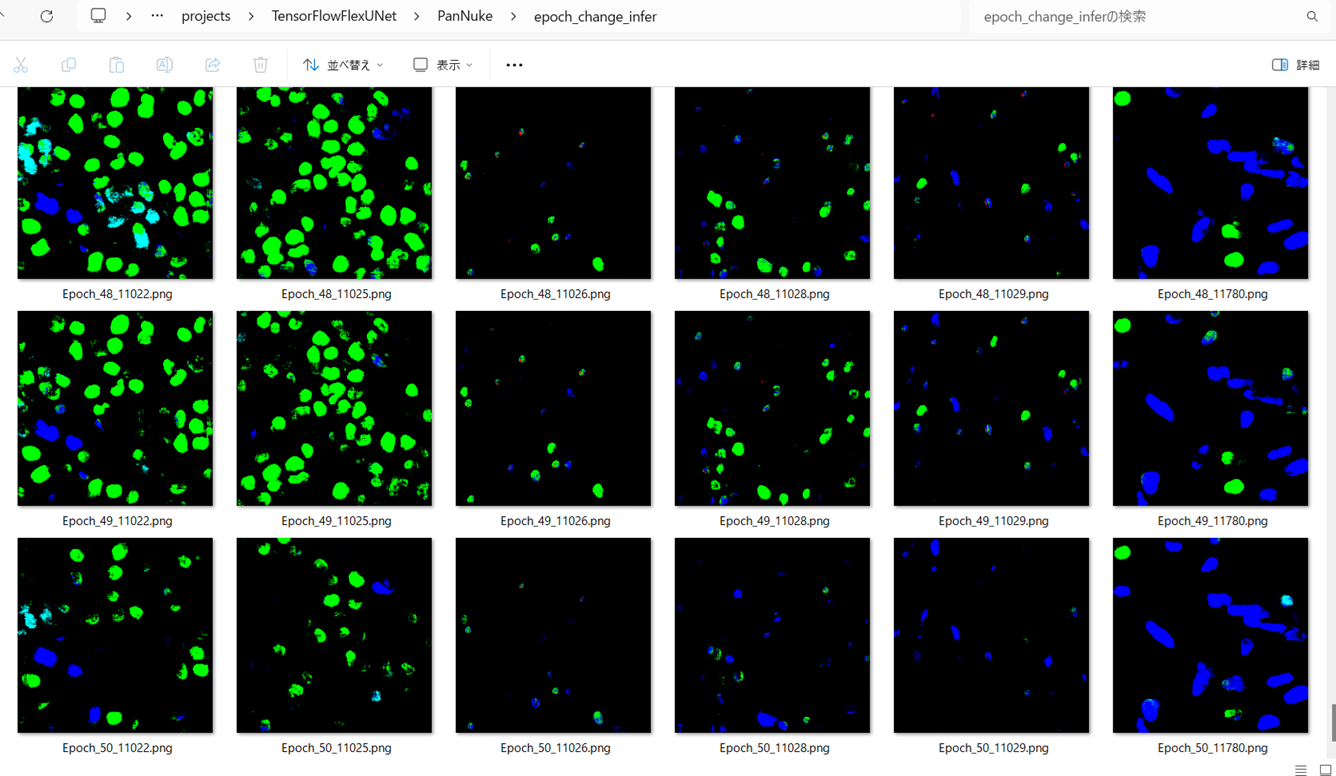 projects > TensorFlowFlexUNet > PanNuke > epoch_change_infer
epoch_change_inferの検索
並べ替え
表示
詳細
Epoch_48_11022.png
Epoch_48_11025.png
Epoch_48_11026.png
Epoch_48_11028.png
Epoch_48_11029.png
Epoch_48_11780.png
Epoch_49_11022.png
Epoch_49_11025.png
Epoch_49_11026.png
Epoch_49_11028.png
Epoch_49_11029.png
Epoch_49_11780.png
Epoch_50_11022.png
Epoch_50_11025.png
Epoch_50_11026.png
Epoch_50_11028.png
Epoch_50_11029.png
Epoch_50_11780.png